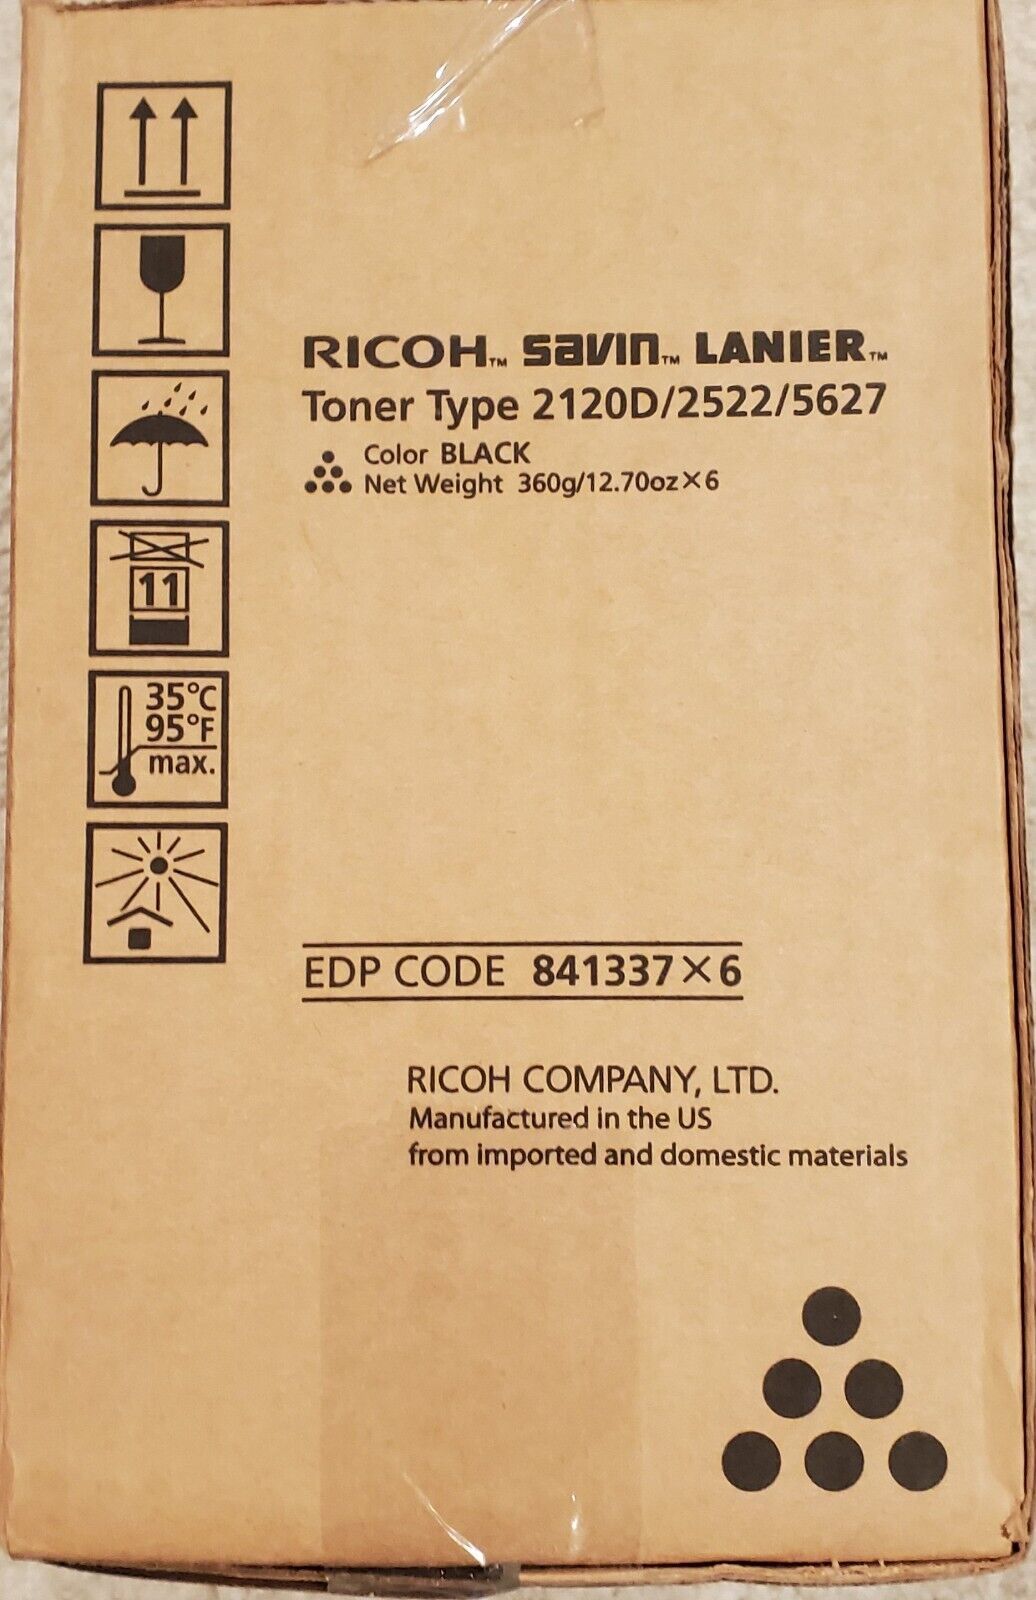 RICOH™ savin™ LANIER™
Toner Type 2120D/2522/5627
Color BLACK
Net Weight 360g/12.70oz×6
11
35°C
95°F
max.
EDP CODE 841337×6
RICOH COMPANY, LTD.
Manufactured in the US
from imported and domestic materials